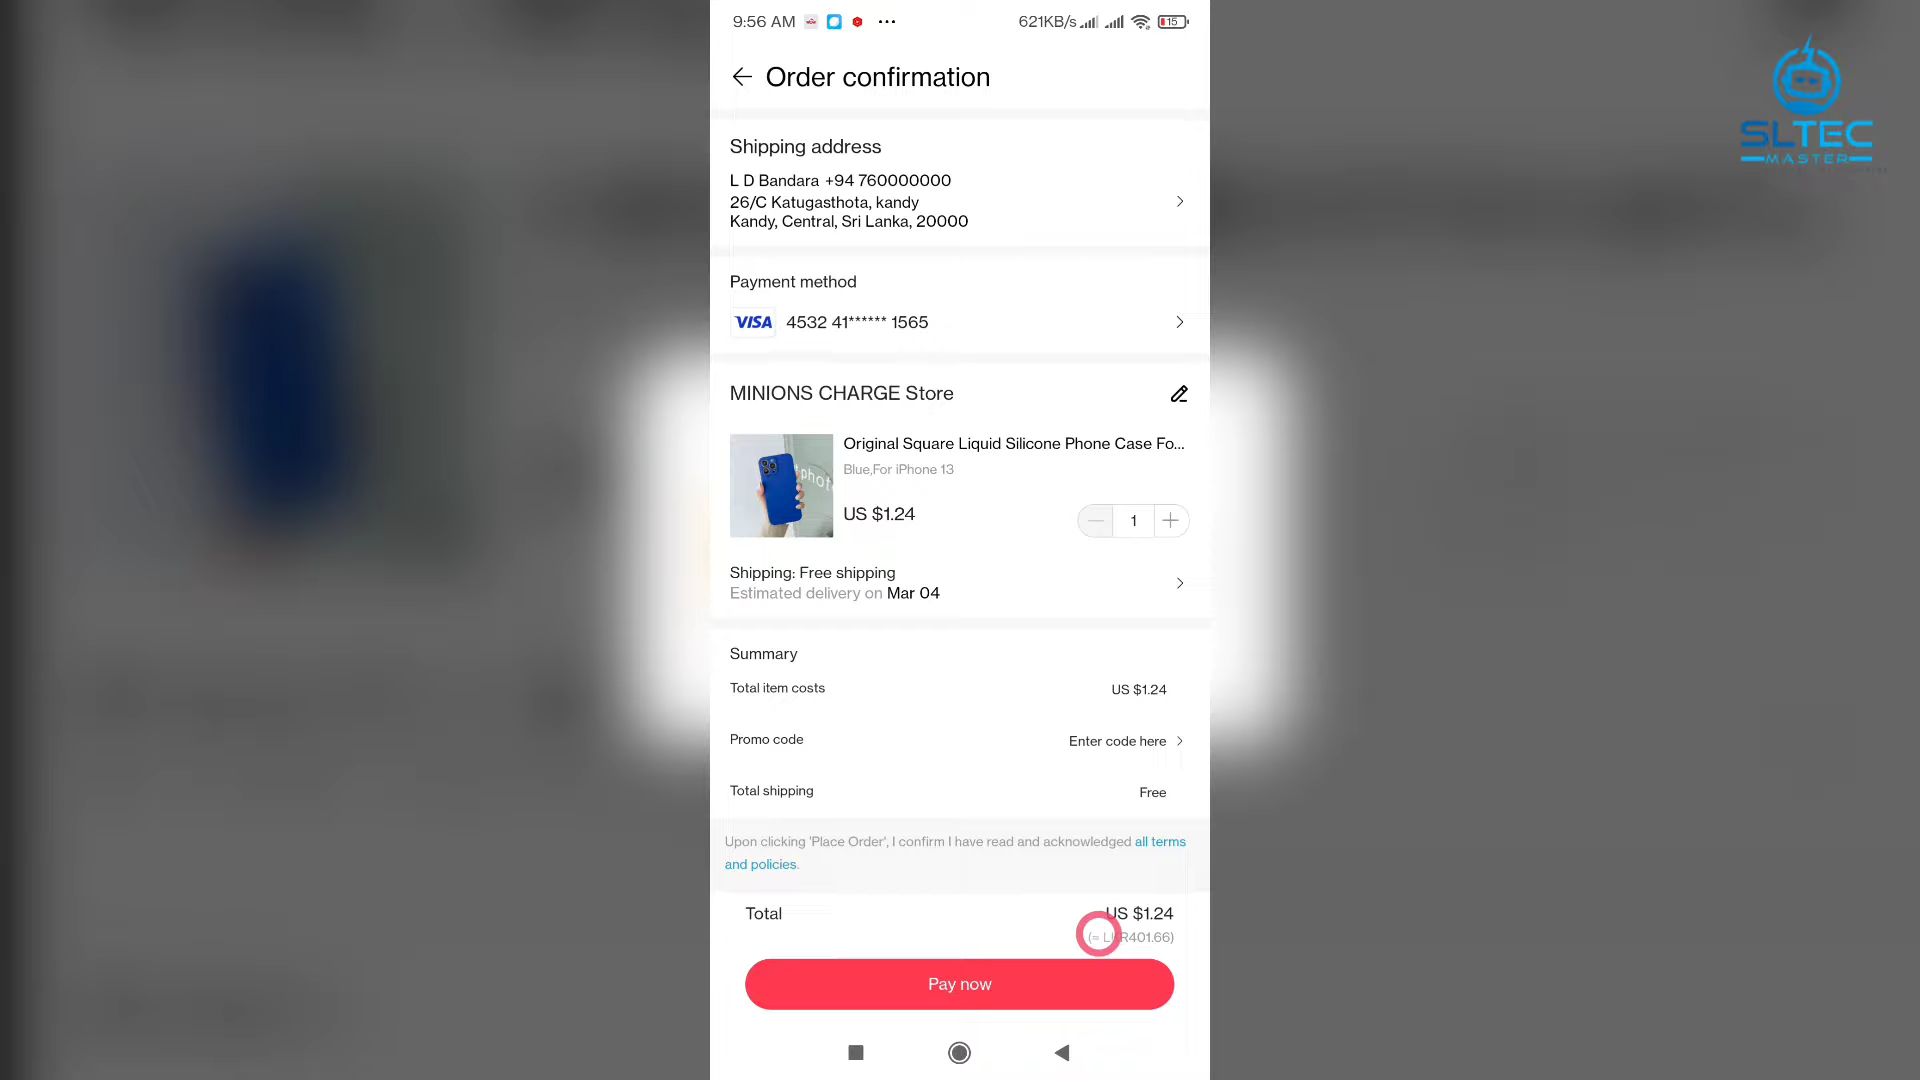 9:56 AM
621KB/s
15
SLTEC
MASTER
Order confirmation
Shipping address
L D Bandara +94 760000000
26/C Katugasthota, kandy
Kandy, Central, Sri Lanka, 20000
Payment method
VISA 4532 41****** 1565
MINIONS CHARGE Store
Original Square Liquid Silicone Phone Case Fo...
Blue,For iPhone 13
US $1.24
1
Shipping: Free shipping
Estimated delivery on Mar 04
Summary
Total item costs US $1.24
Promo code Enter code here
Total shipping Free
Upon clicking 'Place Order', I confirm I have read and acknowledged all terms
and policies.
Total US $1.24
(≈ LKR401.66)
Pay now